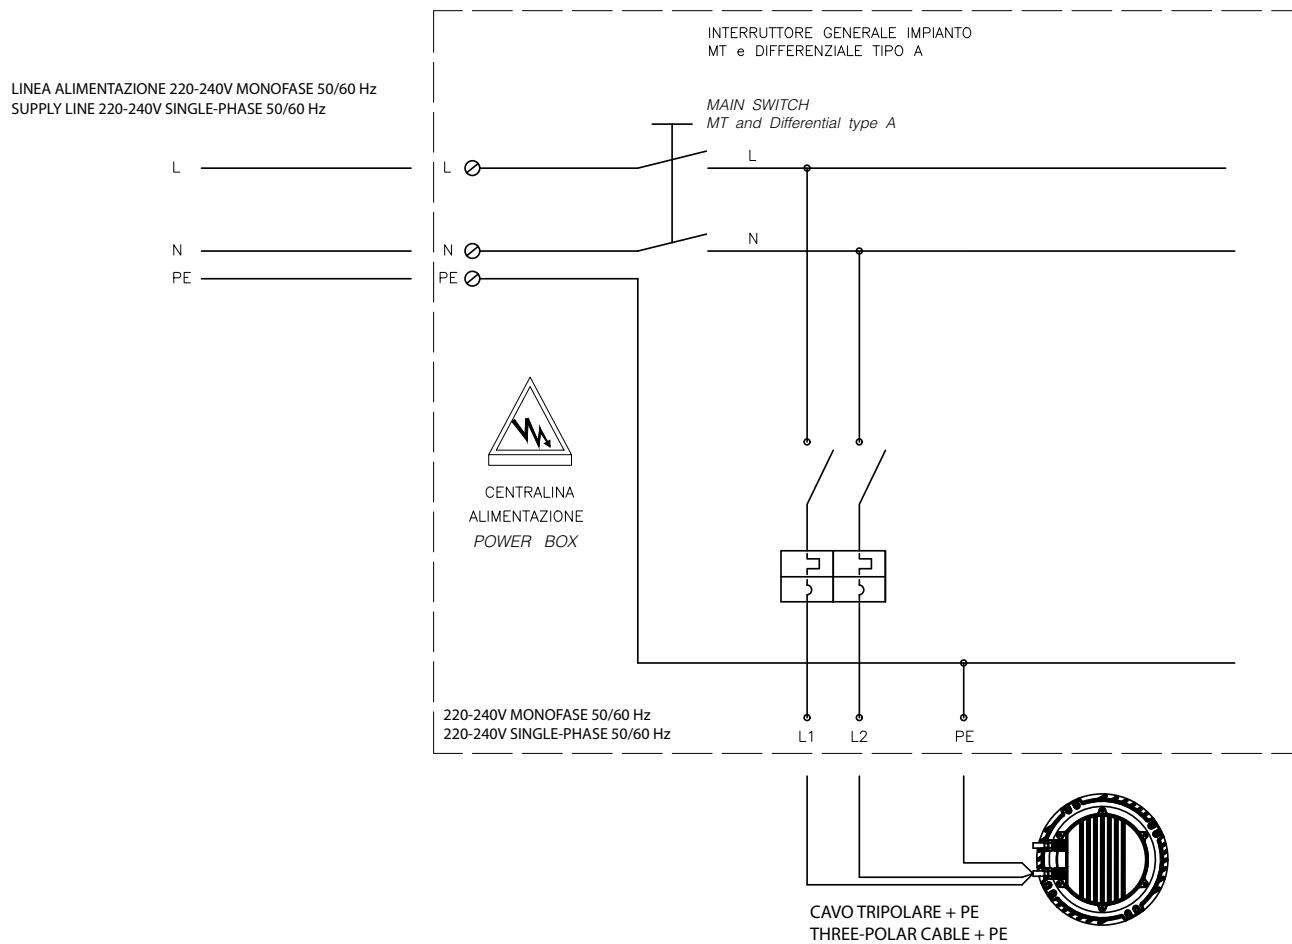 INTERRUTTORE GENERALE IMPIANTO
MT e DIFFERENZIALE TIPO A
LINEA ALIMENTAZIONE 220-240V MONOFASE 50/60 Hz
SUPPLY LINE 220-240V SINGLE-PHASE 50/60 Hz
MAIN SWITCH
MT and Differential type A
L
L
L
N
N
N
PE
PE
CENTRALINA
ALIMENTAZIONE
POWER BOX
220-240V MONOFASE 50/60 Hz
220-240V SINGLE-PHASE 50/60 Hz
L1
L2
PE
CAVO TRIPOLARE + PE
THREE-POLAR CABLE + PE